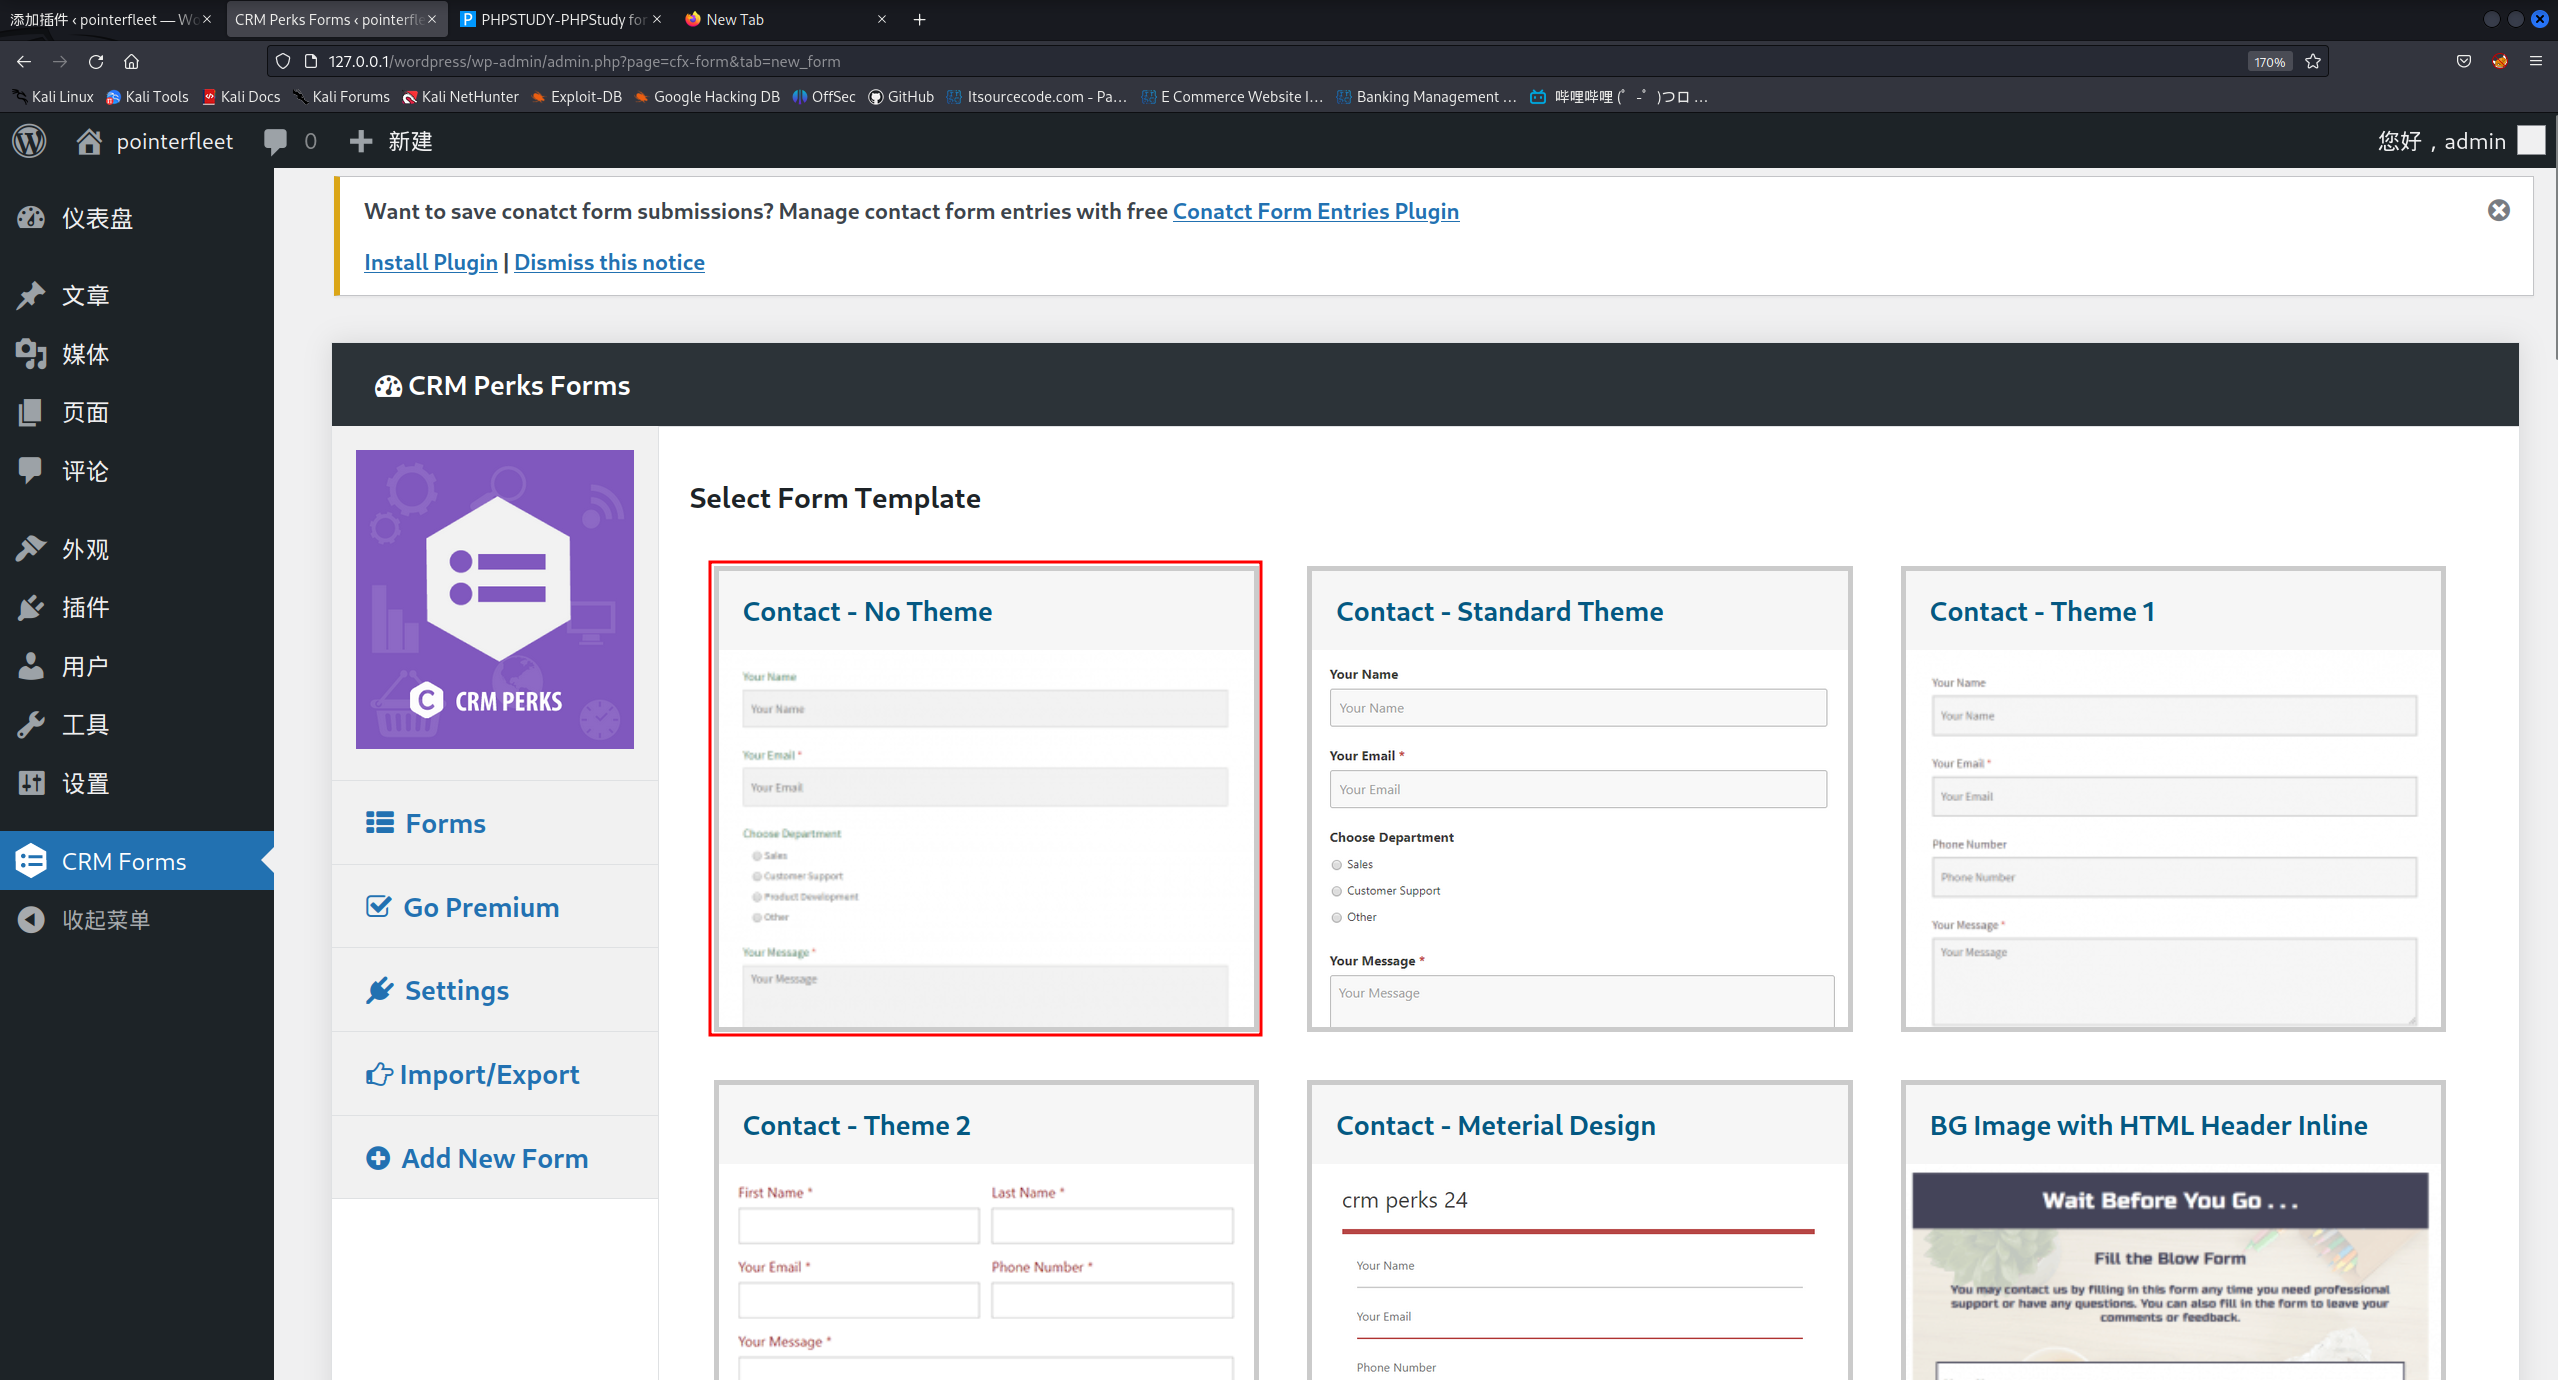 添加插件 ‹ pointerfleet — Wo
CRM Perks Forms ‹ pointerfle
PHPSTUDY-PHPStudy for
New Tab
127.0.0.1/wordpress/wp-admin/admin.php?page=cfx-form&tab=new_form
170%
Kali Linux
Kali Tools
Kali Docs
Kali Forums
Kali NetHunter
Exploit-DB
Google Hacking DB
OffSec
GitHub
Itsourcecode.com - Pa…
E Commerce Website I…
Banking Management …
哔哩哔哩 (゜-゜)つロ …
pointerfleet
0
新建
您好，admin
仪表盘
文章
媒体
页面
评论
外观
插件
用户
工具
设置
CRM Forms
收起菜单
Want to save conatct form submissions? Manage contact form entries with free Conatct Form Entries Plugin
Install Plugin | Dismiss this notice
CRM Perks Forms
CRM PERKS
Forms
Go Premium
Settings
Import/Export
Add New Form
Select Form Template
Contact - No Theme
Your Name
Your Name
Your Email *
Your Email
Choose Department
Sales
Customer Support
Product Development
Other
Your Message *
Your Message
Contact - Standard Theme
Your Name
Your Name
Your Email *
Your Email
Choose Department
Sales
Customer Support
Other
Your Message *
Your Message
Contact - Theme 1
Your Name
Your Name
Your Email *
Your Email
Phone Number
Phone Number
Your Message *
Your Message
Contact - Theme 2
First Name *
Last Name *
Your Email *
Phone Number *
Your Message *
Contact - Meterial Design
crm perks 24
Your Name
Your Email
Phone Number
BG Image with HTML Header Inline
Wait Before You Go . . .
Fill the Blow Form
You may contact us by filling in this form any time you need professional
support or have any questions. You can also fill in the form to leave your
comments or feedback.